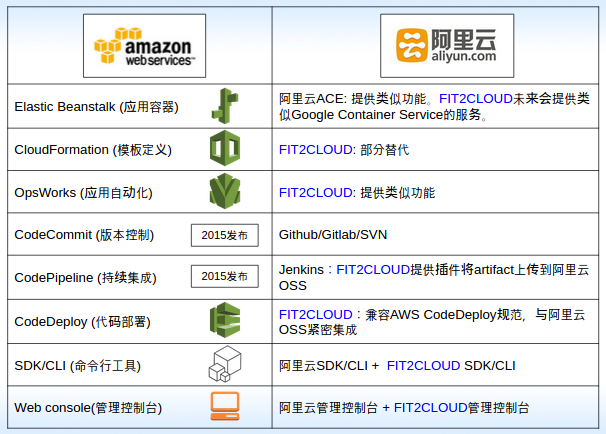 amazon
webservices™
阿里云
aliyun.com
Elastic Beanstalk (应用容器)
阿里云ACE: 提供类似功能。FIT2CLOUD未来会提供类
似Google Container Service的服务。
CloudFormation (模板定义)
FIT2CLOUD: 部分替代
OpsWorks (应用自动化)
FIT2CLOUD: 提供类似功能
CodeCommit (版本控制)
2015发布
Github/Gitlab/SVN
CodePipeline (持续集成)
2015发布
Jenkins：FIT2CLOUD提供插件将artifact上传到阿里云
OSS
CodeDeploy (代码部署)
FIT2CLOUD：兼容AWS CodeDeploy规范，与阿里云
OSS紧密集成
SDK/CLI (命令行工具)
阿里云SDK/CLI + FIT2CLOUD SDK/CLI
Web console(管理控制台)
阿里云管理控制台 + FIT2CLOUD管理控制台